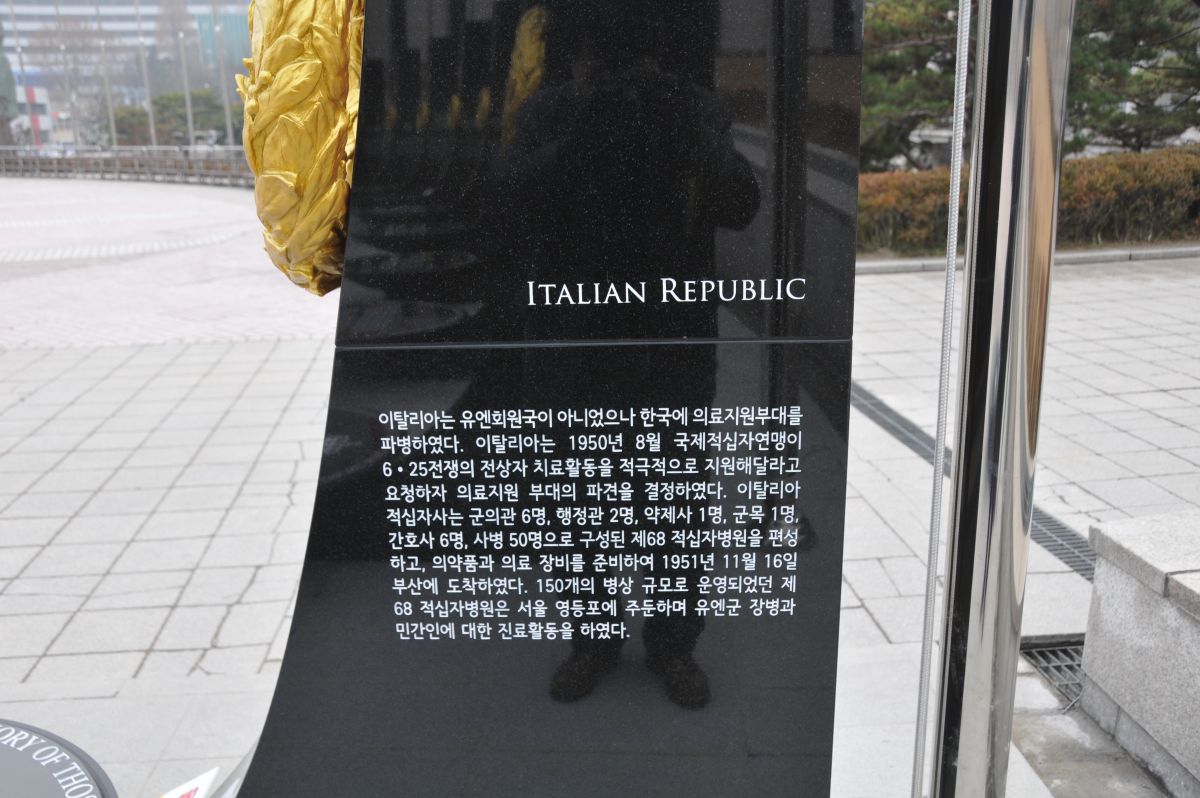 ITALIAN REPUBLIC
이탈리아는 유엔회원국이 아니었으나 한국에 의료지원부대를
파병하였다. 이탈리아는 1950년 8월 국제적십자연맹이
6·25전쟁의 전상자 치료활동을 적극적으로 지원해달라고
요청하자 의료지원 부대의 파견을 결정하였다. 이탈리아
적십자사는 군의관 6명, 행정관 2명, 약제사 1명, 군목 1명,
간호사 6명, 사병 50명으로 구성된 제68 적십자병원을 편성
하고, 의약품과 의료 장비를 준비하여 1951년 11월 16일
부산에 도착하였다. 150개의 병상 규모로 운영되었던 제
68 적십자병원은 서울 영등포에 주둔하며 유엔군 장병과
민간인에 대한 진료활동을 하였다.
OF